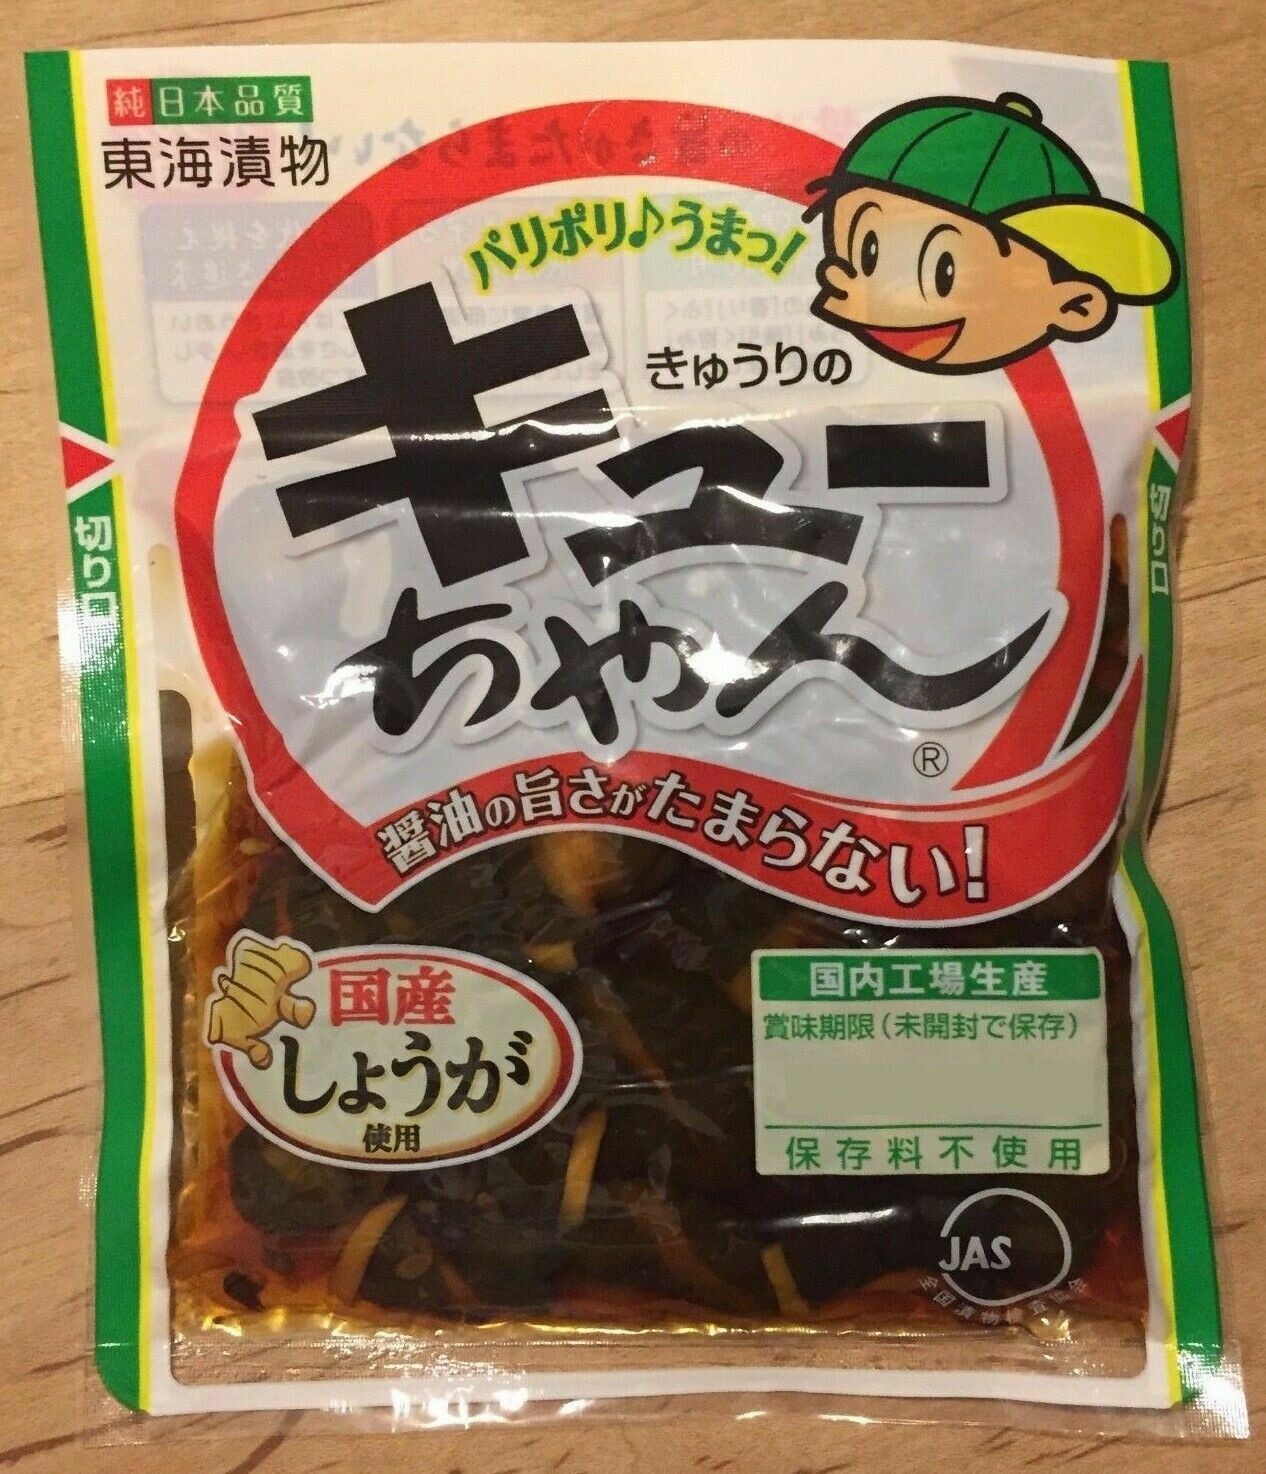 純日本品質
東海漬物
パリポリ♪うまっ!
きゅうりの
キュー
ちゃん
®
醤油の旨さがたまらない!
切り口
切り口
国産
しょうが
使用
国内工場生産
賞味期限(未開封で保存)
保存料不使用
JAS